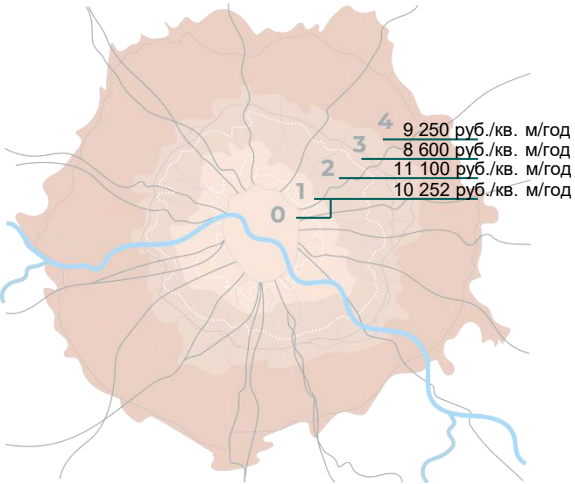 4
9 250 руб./кв. м/год
3
8 600 руб./кв. м/год
2
11 100 руб./кв. м/год
1
10 252 руб./кв. м/год
0